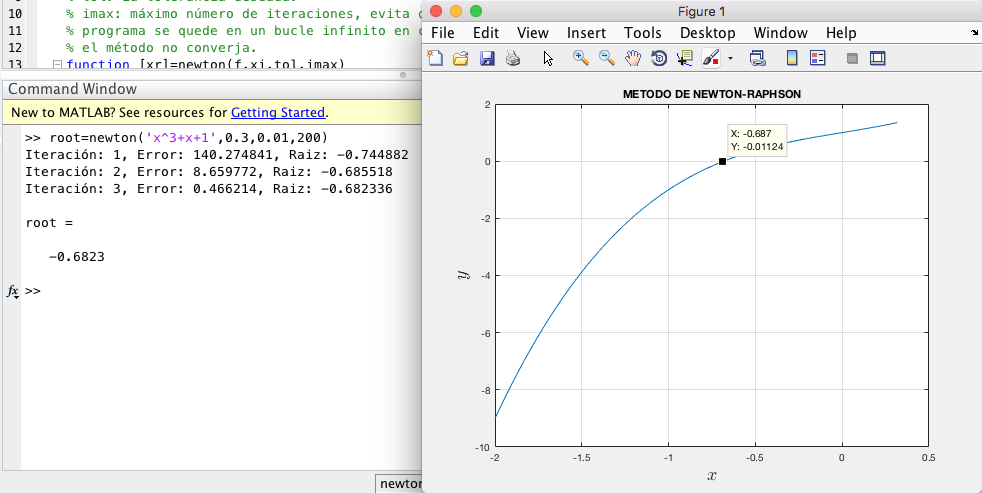 10 % imax: máximo número de iteraciones, evita
11 % programa se quede en un bucle infinito en
12 % el método no converja.
13 function [xrl]=newton(f,xi,tol,imax)
Command Window
New to MATLAB? See resources for Getting Started.
>> root=newton('x^3+x+1',0.3,0.01,200)
Iteración: 1, Error: 140.274841, Raiz: -0.744882
Iteración: 2, Error: 8.659772, Raiz: -0.685518
Iteración: 3, Error: 0.466214, Raiz: -0.682336
root =
-0.6823
fx >>
newton
Figure 1
File Edit View Insert Tools Desktop Window Help
METODO DE NEWTON-RAPHSON
X: -0.687
Y: -0.01124
2
0
-2
-4
-6
-8
-10
y
-2 -1.5 -1 -0.5 0 0.5
x